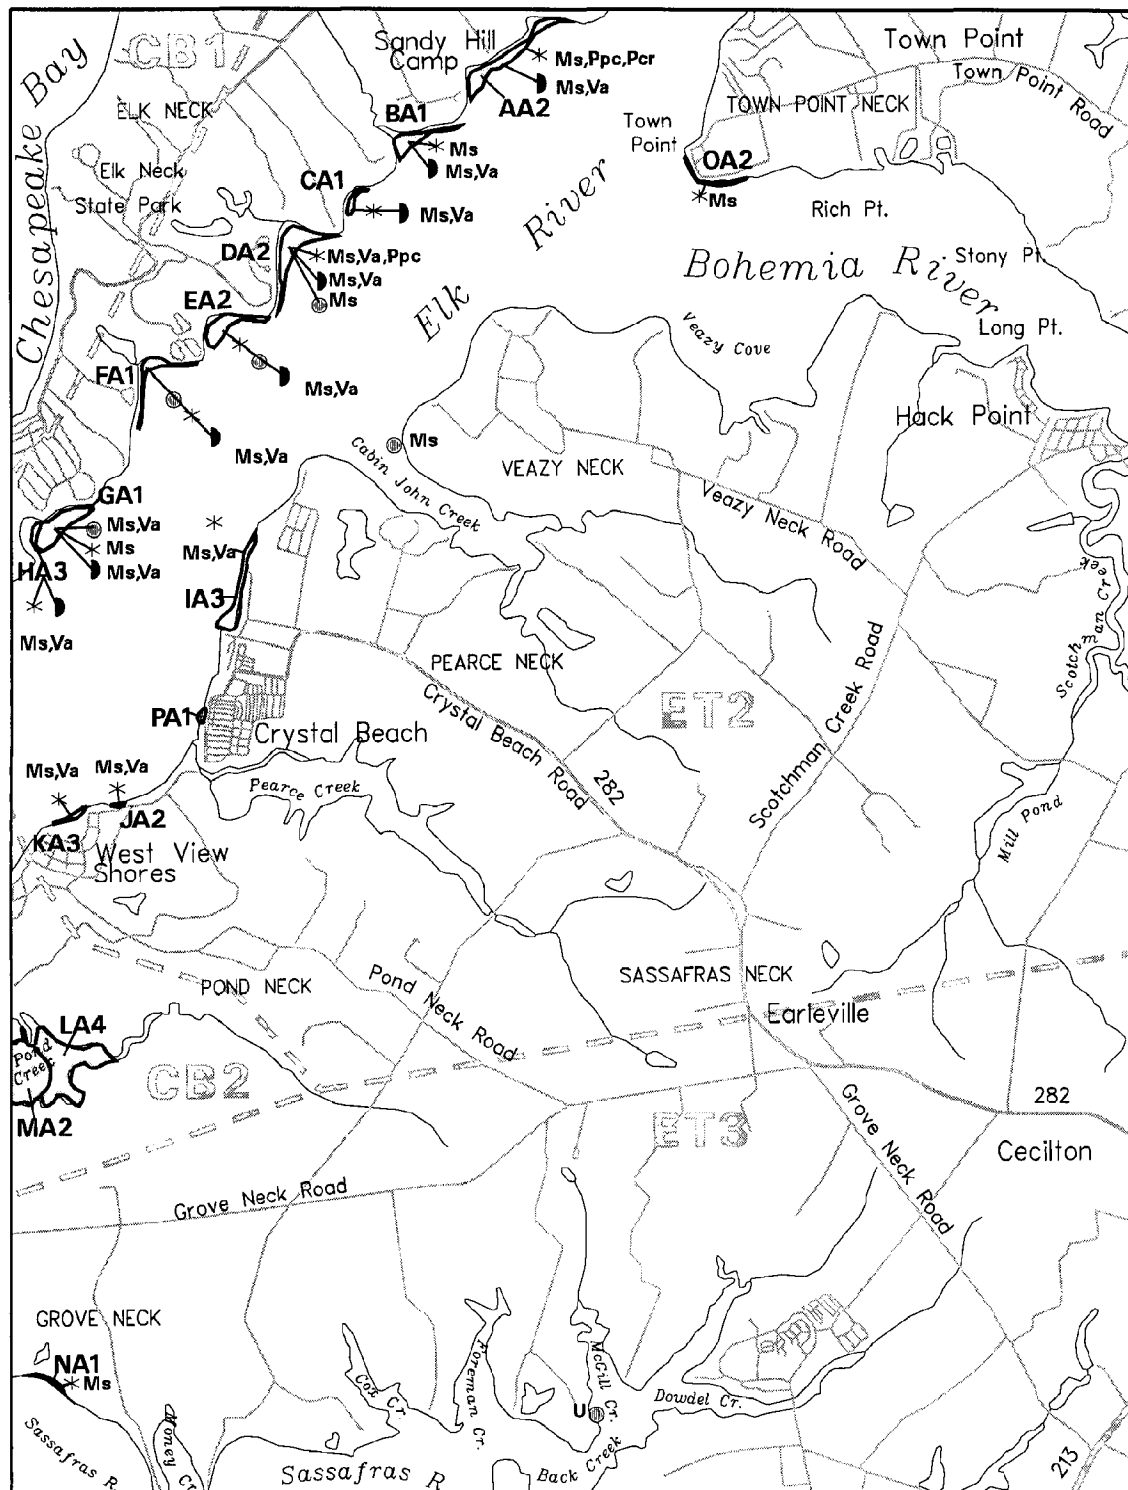 CB1
Chesapeake Bay
Sandy Hill
Camp
Ms,Ppc,Pcr
Ms,Va
AA2
BA1
Ms
Ms,Va
Town Point
Town Point Road
TOWN POINT NECK
Town
Point
OA2
Ms
Rich Pt.
ELK NECK
Elk Neck
State Park
CA1
Ms,Va
DA2
Ms,Va,Ppc
Ms,Va
Ms
Elk River
Bohemia River
Stony Pt.
Long Pt.
EA2
Ms,Va
FA1
Ms,Va
Veazy Cove
Hack Point
Ms
Cabin John Creek
VEAZY NECK
Veazy Neck Road
GA1
Ms,Va
Ms
Ms,Va
HA3
Ms,Va
Ms,Va
IA3
Scotchman Creek
PEARCE NECK
ET2
Crystal Beach Road
282
Scotchman Creek Road
PA1
Crystal Beach
Pearce Creek
Ms,Va
Ms,Va
JA2
KA3
West View
Shores
Mill Pond
POND NECK
Pond Neck Road
SASSAFRAS NECK
Earleville
LA4
Pond
Creek
MA2
CB2
ET3
282
Cecilton
Grove Neck Road
Grove Neck Road
GROVE NECK
NA1
Ms
Sassafras R.
Money Cr.
Cox Cr.
Foreman Cr.
McGill Cr.
U
Dowdel Cr.
Back Creek
Sassafras R.
213